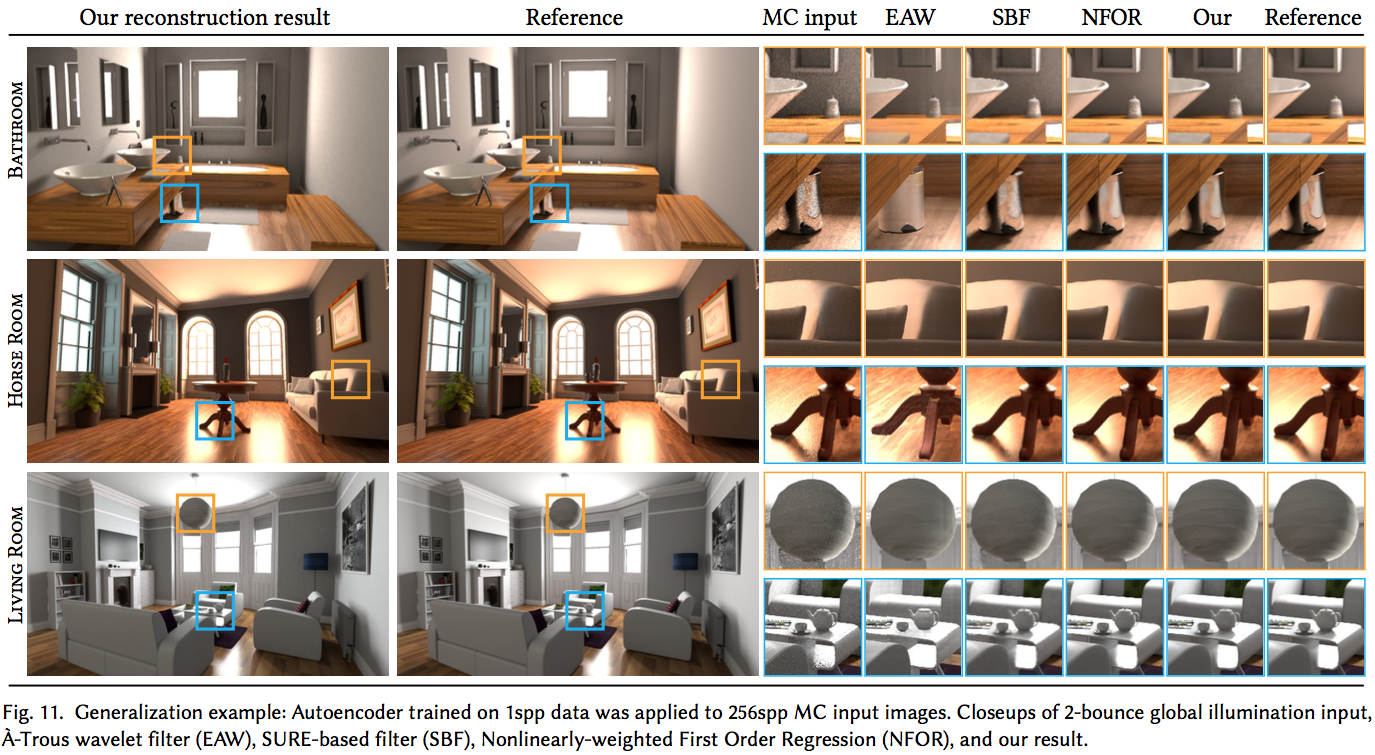 Our reconstruction result Reference MC input EAW SBF NFOR Our Reference
BATHROOM
HORSE ROOM
LIVING ROOM
Fig. 11. Generalization example: Autoencoder trained on 1spp data was applied to 256spp MC input images. Closeups of 2-bounce global illumination input,
À-Trous wavelet filter (EAW), SURE-based filter (SBF), Nonlinearly-weighted First Order Regression (NFOR), and our result.